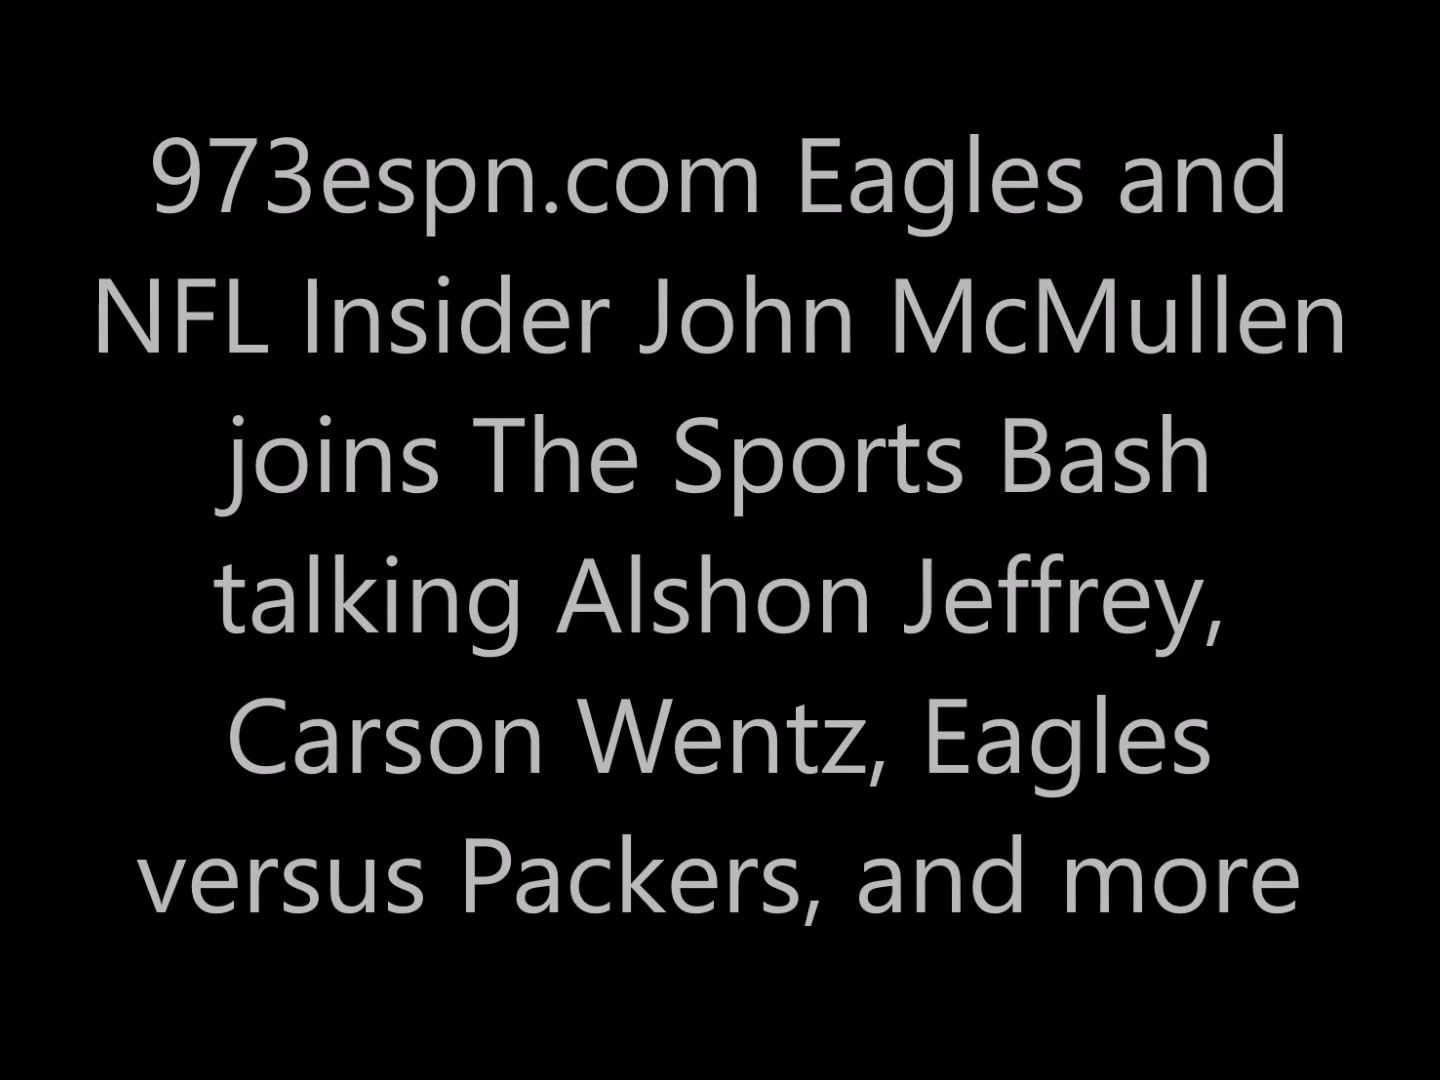 973espn.com Eagles and
NFL Insider John McMullen
joins The Sports Bash
talking Alshon Jeffrey,
Carson Wentz, Eagles
versus Packers, and more